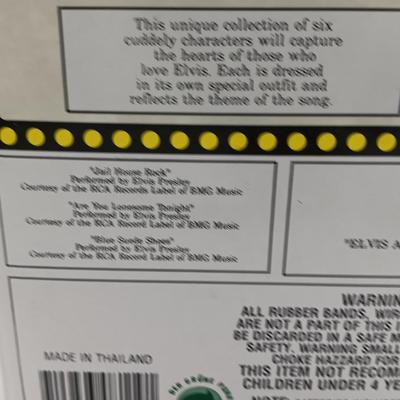 This unique collection of six
cuddely characters will capture
the hearts of those who
love Elvis. Each is dressed
in its own special outfit and
reflects the theme of the song.
"Jail House Rock"
Performed by Elvis Presley
Courtesy of the RCA Records Label of BMG Music
"Are You Lonesome Tonight"
Performed by Elvis Presley
Courtesy of the RCA Record Label of BMG Music
"Blue Suede Shoes"
Performed by Elvis Presley
Courtesy of the RCA Record Label of BMG Music
"ELVIS A
WARNIN
ALL RUBBER BANDS, WIR
ARE NOT A PART OF THIS I
BE DISCARDED IN A SAFE M
SAFETY. WARNING SMALL
CHOKE HAZZARD FOR
THIS ITEM NOT RECOM
CHILDREN UNDER 4 YE
NOTE:
MADE IN THAILAND
DER GRÜNE PUNK